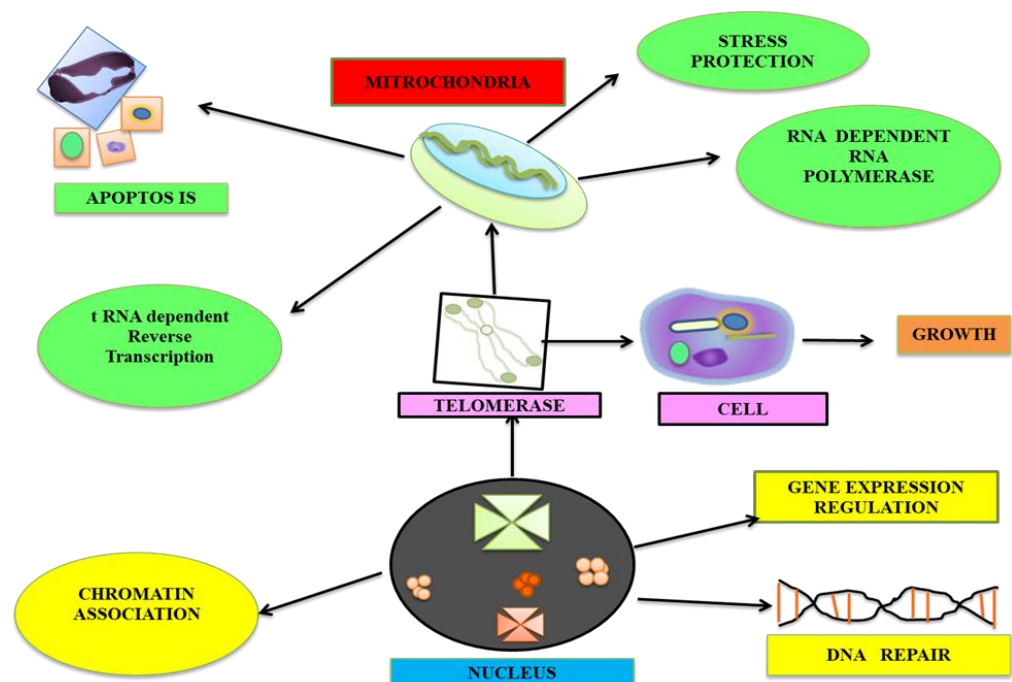 STRESS
PROTECTION
MITROCHONDRIA
RNA DEPENDENT
RNA
POLYMERASE
APOPTOS IS
t RNA dependent
Reverse
Transcription
GROWTH
TELOMERASE
CELL
GENE EXPRESSION
REGULATION
CHROMATIN
ASSOCIATION
DNA REPAIR
NUCLEUS